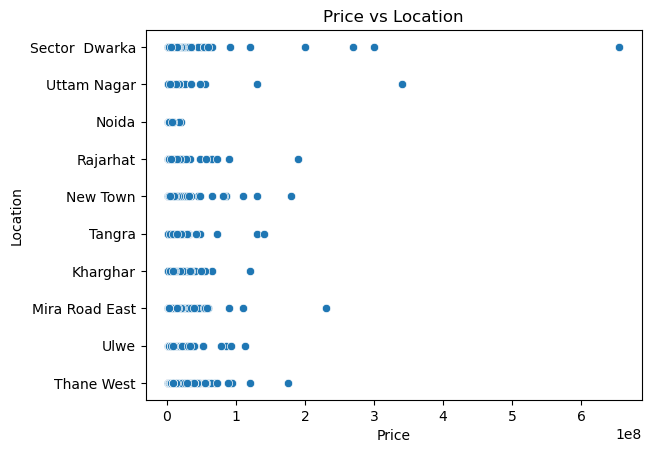 Price vs Location
Sector  Dwarka
Uttam Nagar
Noida
Rajarhat
New Town
Tangra
Kharghar
Mira Road East
Ulwe
Thane West
Location
0 1 2 3 4 5 6
1e8
Price